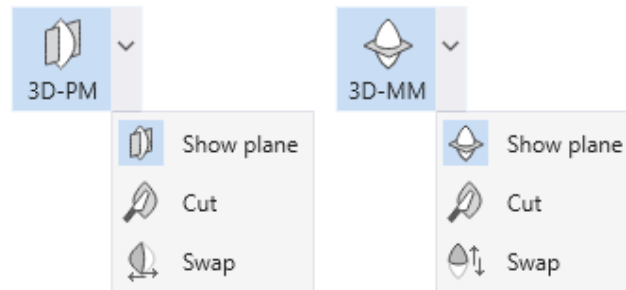 3D-PM
Show plane
Cut
Swap
3D-MM
Show plane
Cut
Swap